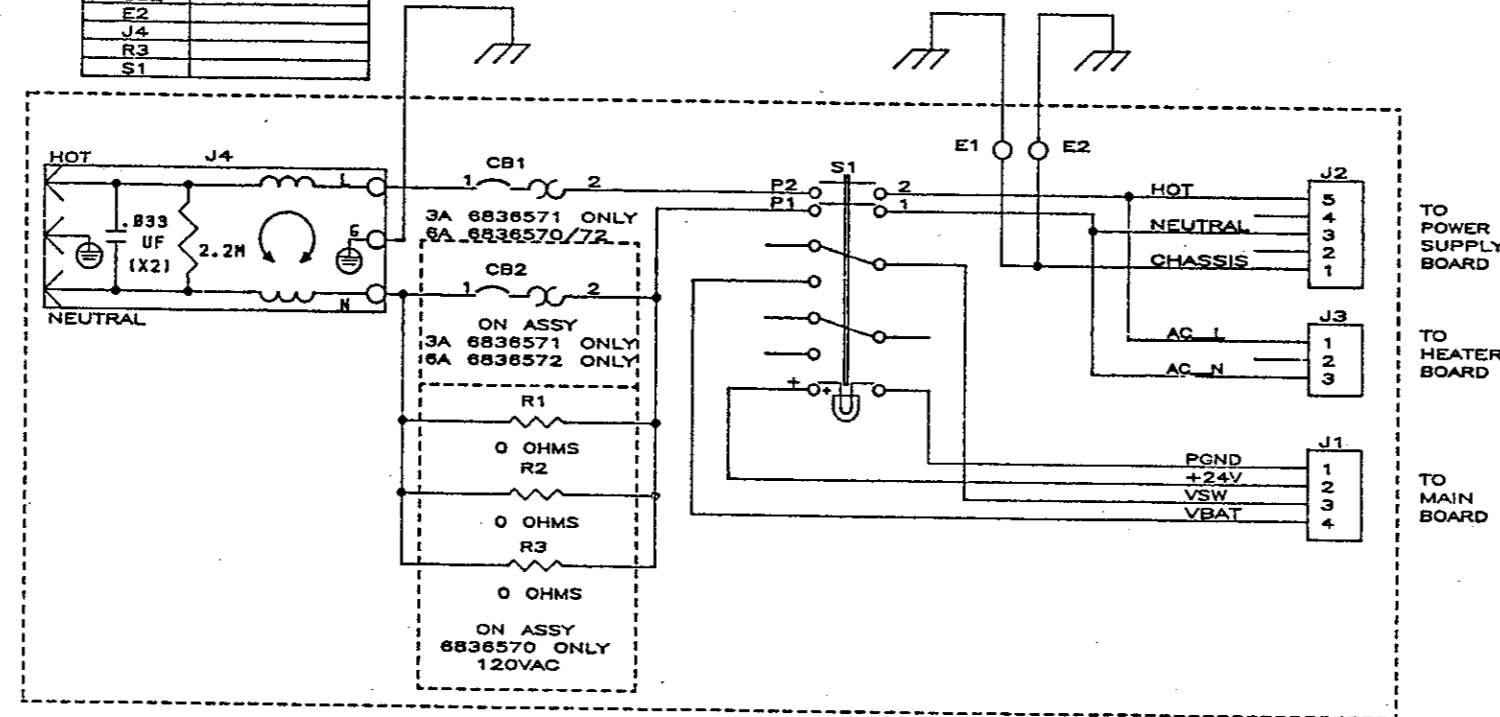 E2
J4
R3
S1
HOT
J4
L
.033
UF
(X2)
2.2M
G
N
NEUTRAL
CB1
1
2
3A 6836571 ONLY
6A 6836570/72
CB2
1
2
ON ASSY
3A 6836571 ONLY
6A 6836572 ONLY
R1
0 OHMS
R2
0 OHMS
R3
0 OHMS
ON ASSY
6836570 ONLY
120VAC
S1
P2
2
P1
1
+
+
E1
E2
J2
HOT
5
4
NEUTRAL
3
2
CHASSIS
1
TO
POWER
SUPPLY
BOARD
J3
AC_L
1
2
AC_N
3
TO
HEATER
BOARD
J1
PGND
1
+24V
2
VSW
3
VBAT
4
TO
MAIN
BOARD